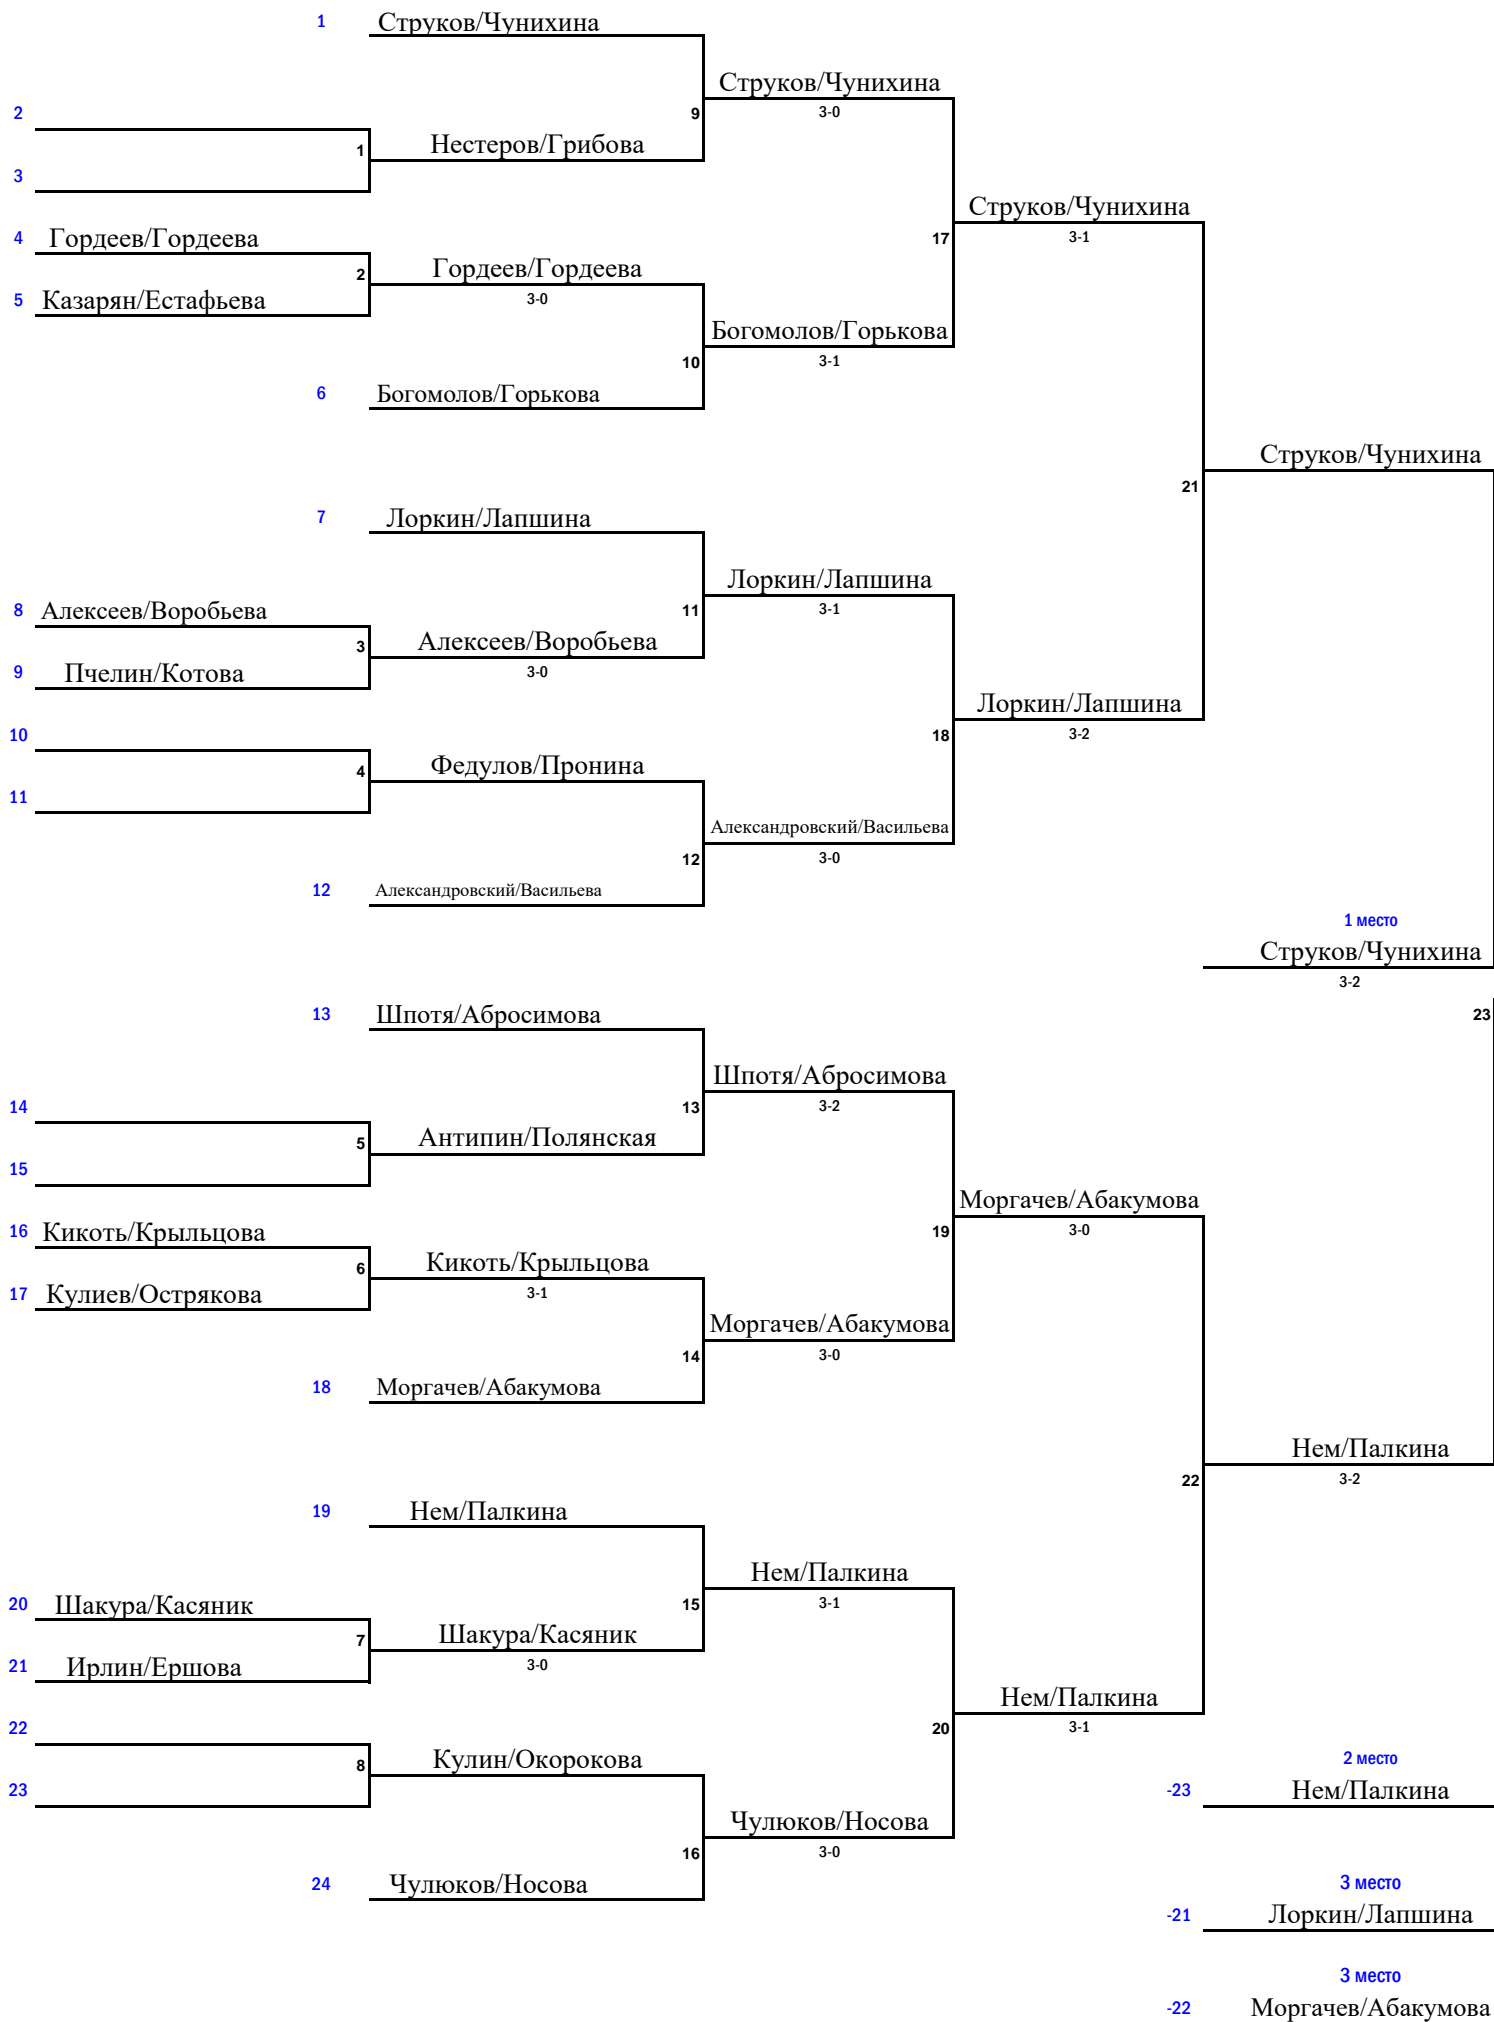 1 Струков/Чунихина
Струков/Чунихина
2
9
3-0
1
Нестеров/Грибова
3
Струков/Чунихина
4 Гордеев/Гордеева
17
3-1
2
Гордеев/Гордеева
5 Казарян/Естафьева
3-0
Богомолов/Горькова
10
3-1
6 Богомолов/Горькова
Струков/Чунихина
21
7 Лоркин/Лапшина
Лоркин/Лапшина
8 Алексеев/Воробьева
11
3-1
3
Алексеев/Воробьева
9 Пчелин/Котова
3-0
Лоркин/Лапшина
10
18
3-2
4
Федулов/Пронина
11
Александровский/Васильева
12
3-0
12 Александровский/Васильева
1 место
Струков/Чунихина
3-2
13 Шпотя/Абросимова
23
Шпотя/Абросимова
14
13
3-2
5
Антипин/Полянская
15
Моргачев/Абакумова
16 Кикоть/Крыльцова
19
3-0
6
Кикоть/Крыльцова
17 Кулиев/Острякова
3-1
Моргачев/Абакумова
14
3-0
18 Моргачев/Абакумова
Нем/Палкина
22
3-2
19 Нем/Палкина
Нем/Палкина
20 Шакура/Касяник
15
3-1
7
Шакура/Касяник
21 Ирлин/Ершова
3-0
Нем/Палкина
22
20
3-1
8
Кулин/Окорокова
2 место
23
-23 Нем/Палкина
Чулюков/Носова
16
3-0
24 Чулюков/Носова
3 место
-21 Лоркин/Лапшина
3 место
-22 Моргачев/Абакумова